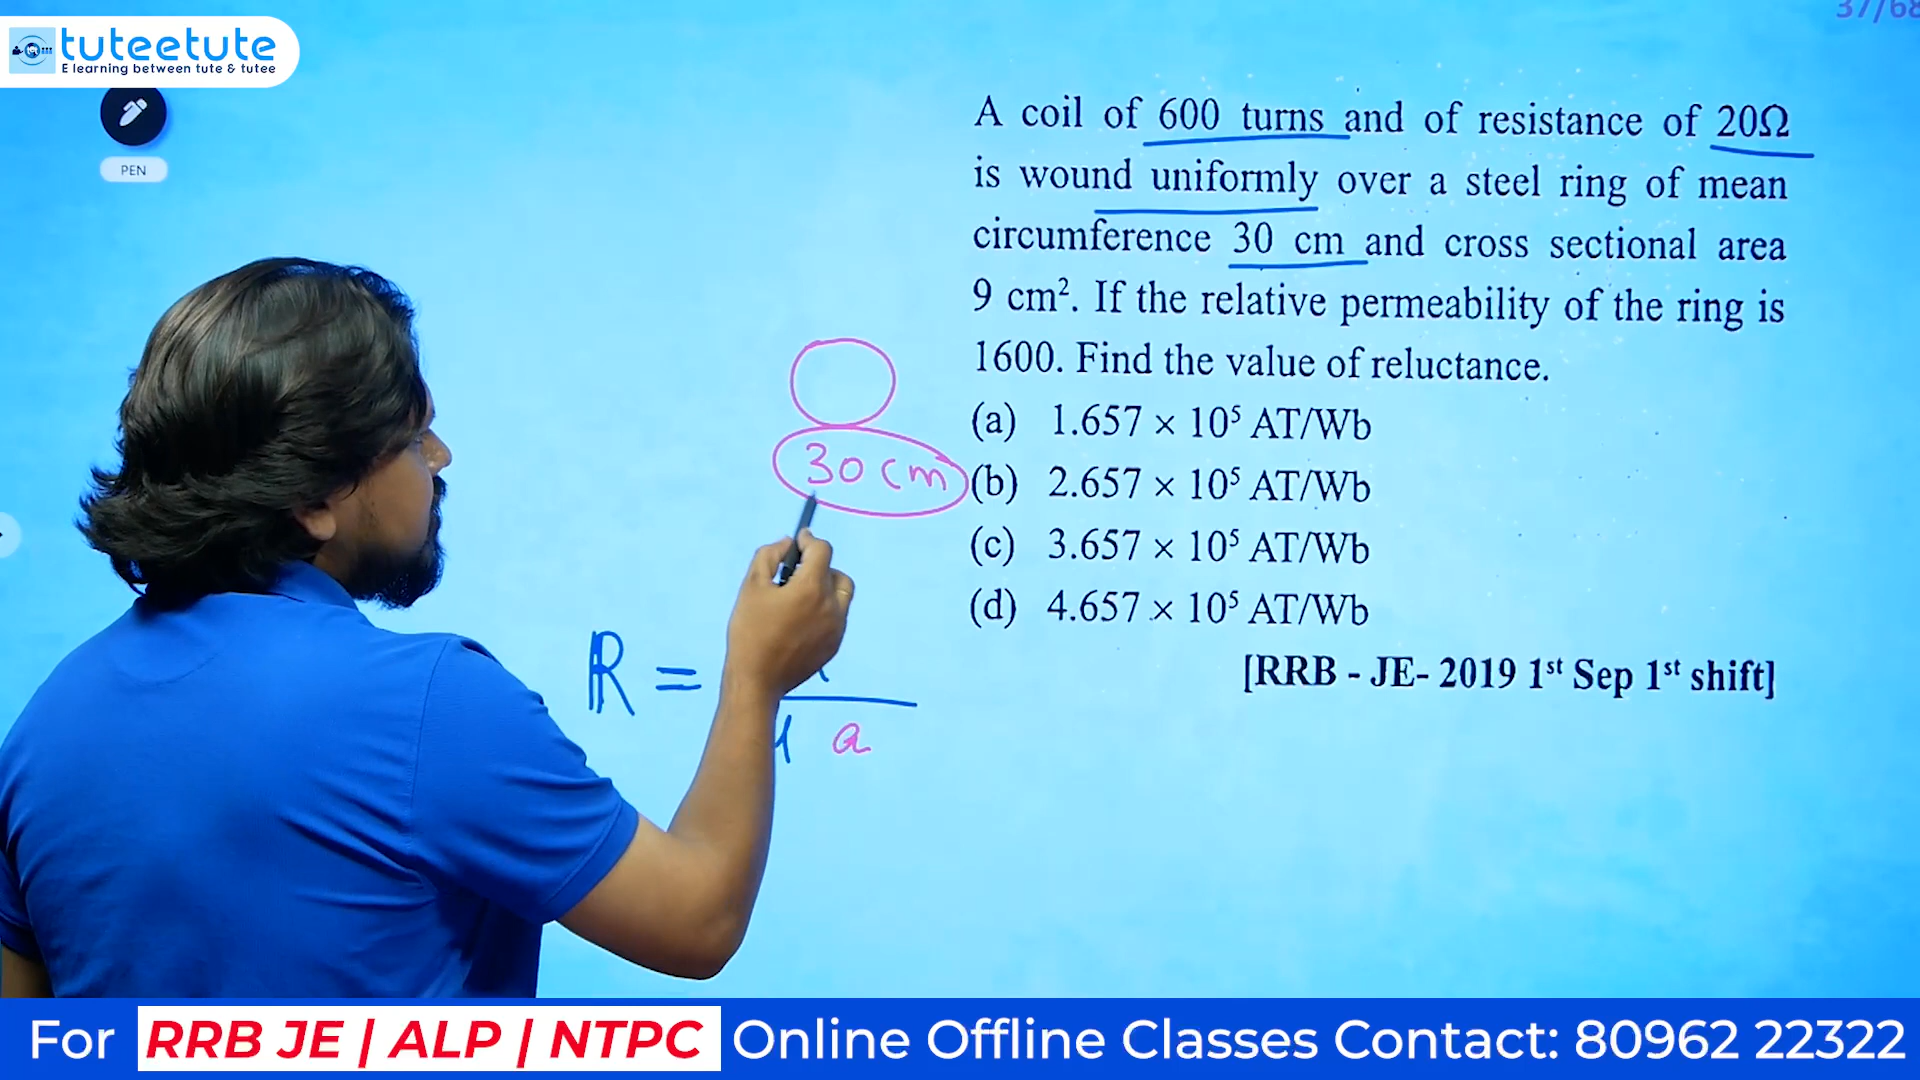 37/68
tuteetute
E learning between tute & tutee
PEN
A coil of 600 turns and of resistance of 20Ω
is wound uniformly over a steel ring of mean
circumference 30 cm and cross sectional area
9 cm². If the relative permeability of the ring is
1600. Find the value of reluctance.
(a) 1.657 × 10⁵ AT/Wb
(b) 2.657 × 10⁵ AT/Wb
(c) 3.657 × 10⁵ AT/Wb
(d) 4.657 × 10⁵ AT/Wb
[RRB - JE- 2019 1ˢᵗ Sep 1ˢᵗ shift]
30 cm
R =
a
For RRB JE | ALP | NTPC Online Offline Classes Contact: 80962 22322